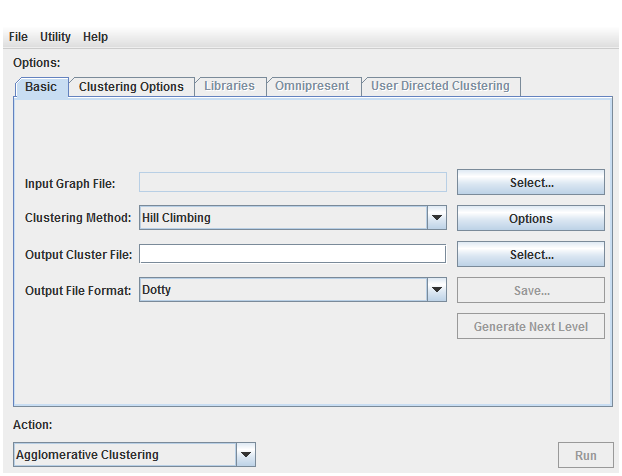 File Utility Help
Options:
Basic Clustering Options Libraries Omnipresent User Directed Clustering
Input Graph File: Select...
Clustering Method: Hill Climbing Options
Output Cluster File: Select...
Output File Format: Dotty Save...
Generate Next Level
Action:
Agglomerative Clustering Run